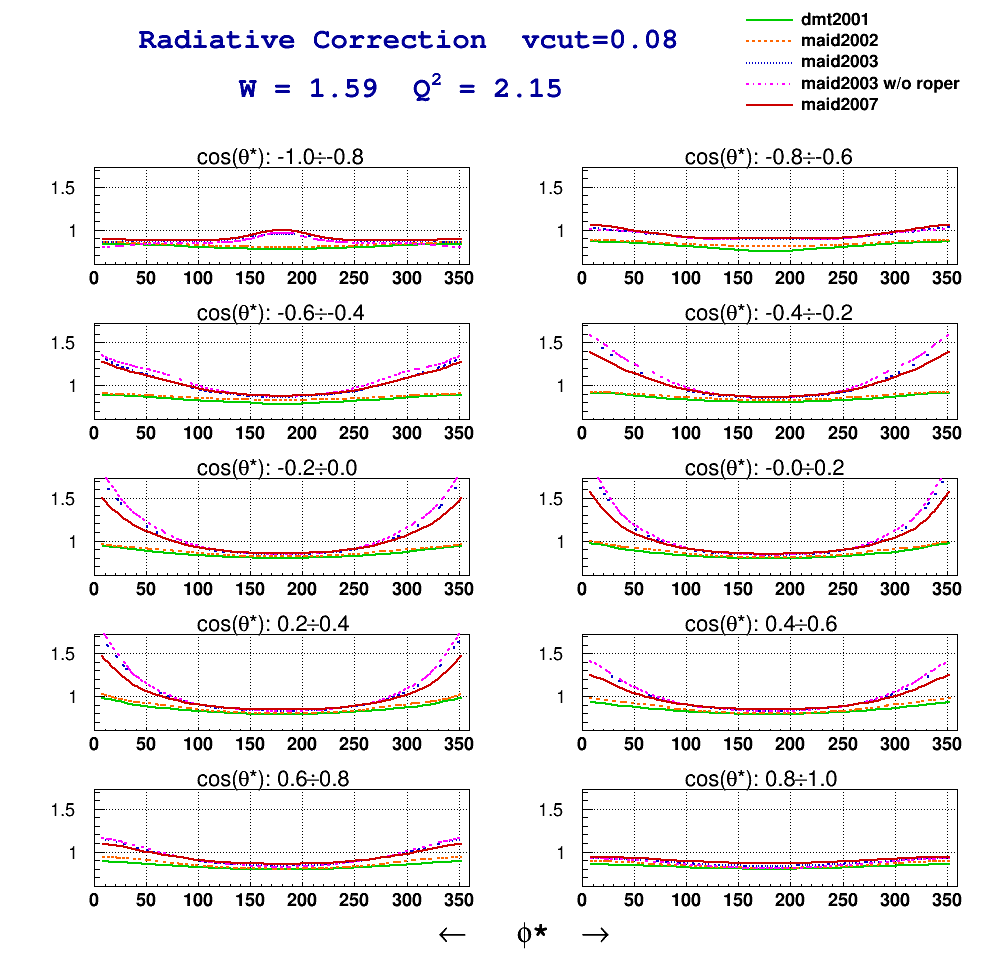 Radiative Correction vcut=0.08
W = 1.59 Q² = 2.15
dmt2001
maid2002
maid2003
maid2003 w/o roper
maid2007
cos(θ*): -1.0÷-0.8
1.5
1
0 50 100 150 200 250 300 350
cos(θ*): -0.8÷-0.6
1.5
1
0 50 100 150 200 250 300 350
cos(θ*): -0.6÷-0.4
1.5
1
0 50 100 150 200 250 300 350
cos(θ*): -0.4÷-0.2
1.5
1
0 50 100 150 200 250 300 350
cos(θ*): -0.2÷0.0
1.5
1
0 50 100 150 200 250 300 350
cos(θ*): -0.0÷0.2
1.5
1
0 50 100 150 200 250 300 350
cos(θ*): 0.2÷0.4
1.5
1
0 50 100 150 200 250 300 350
cos(θ*): 0.4÷0.6
1.5
1
0 50 100 150 200 250 300 350
cos(θ*): 0.6÷0.8
1.5
1
0 50 100 150 200 250 300 350
cos(θ*): 0.8÷1.0
1.5
1
0 50 100 150 200 250 300 350
← ϕ* →